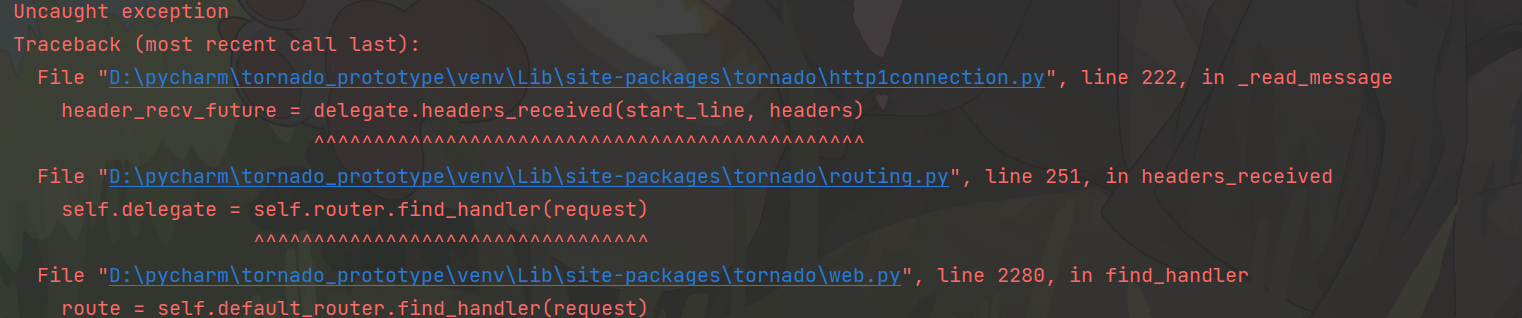 Uncaught exception
Traceback (most recent call last):
  File "D:\pycharm\tornado_prototype\venv\Lib\site-packages\tornado\http1connection.py", line 222, in _read_message
    header_recv_future = delegate.headers_received(start_line, headers)
                         ^^^^^^^^^^^^^^^^^^^^^^^^^^^^^^^^^^^^^^^^^^^^^^
  File "D:\pycharm\tornado_prototype\venv\Lib\site-packages\tornado\routing.py", line 251, in headers_received
    self.delegate = self.router.find_handler(request)
                    ^^^^^^^^^^^^^^^^^^^^^^^^^^^^^^^^^
  File "D:\pycharm\tornado_prototype\venv\Lib\site-packages\tornado\web.py", line 2280, in find_handler
    route = self.default_router.find_handler(request)